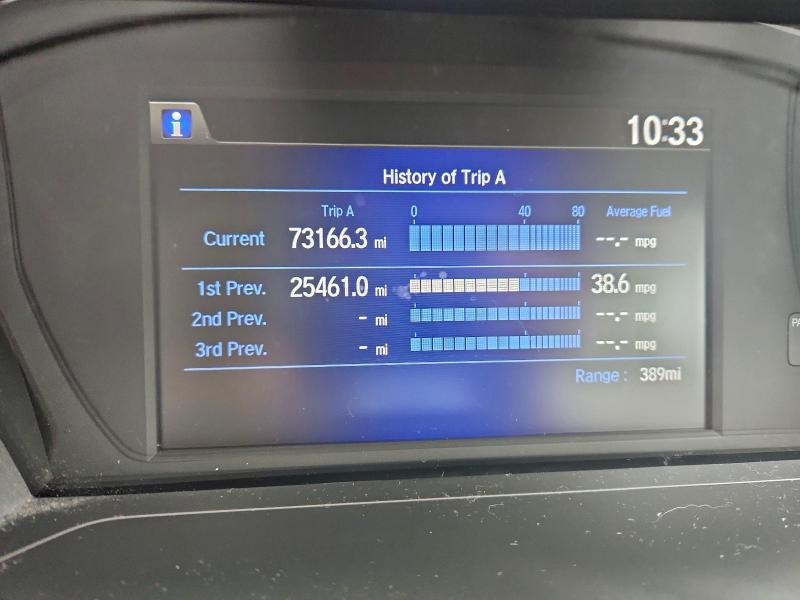 i 10:33
History of Trip A
Trip A 0 40 80 Average Fuel
Current 73166.3 mi --.- mpg
1st Prev. 25461.0 mi 38.6 mpg
2nd Prev. - mi --.- mpg
3rd Prev. - mi --.- mpg
Range: 389mi
PA